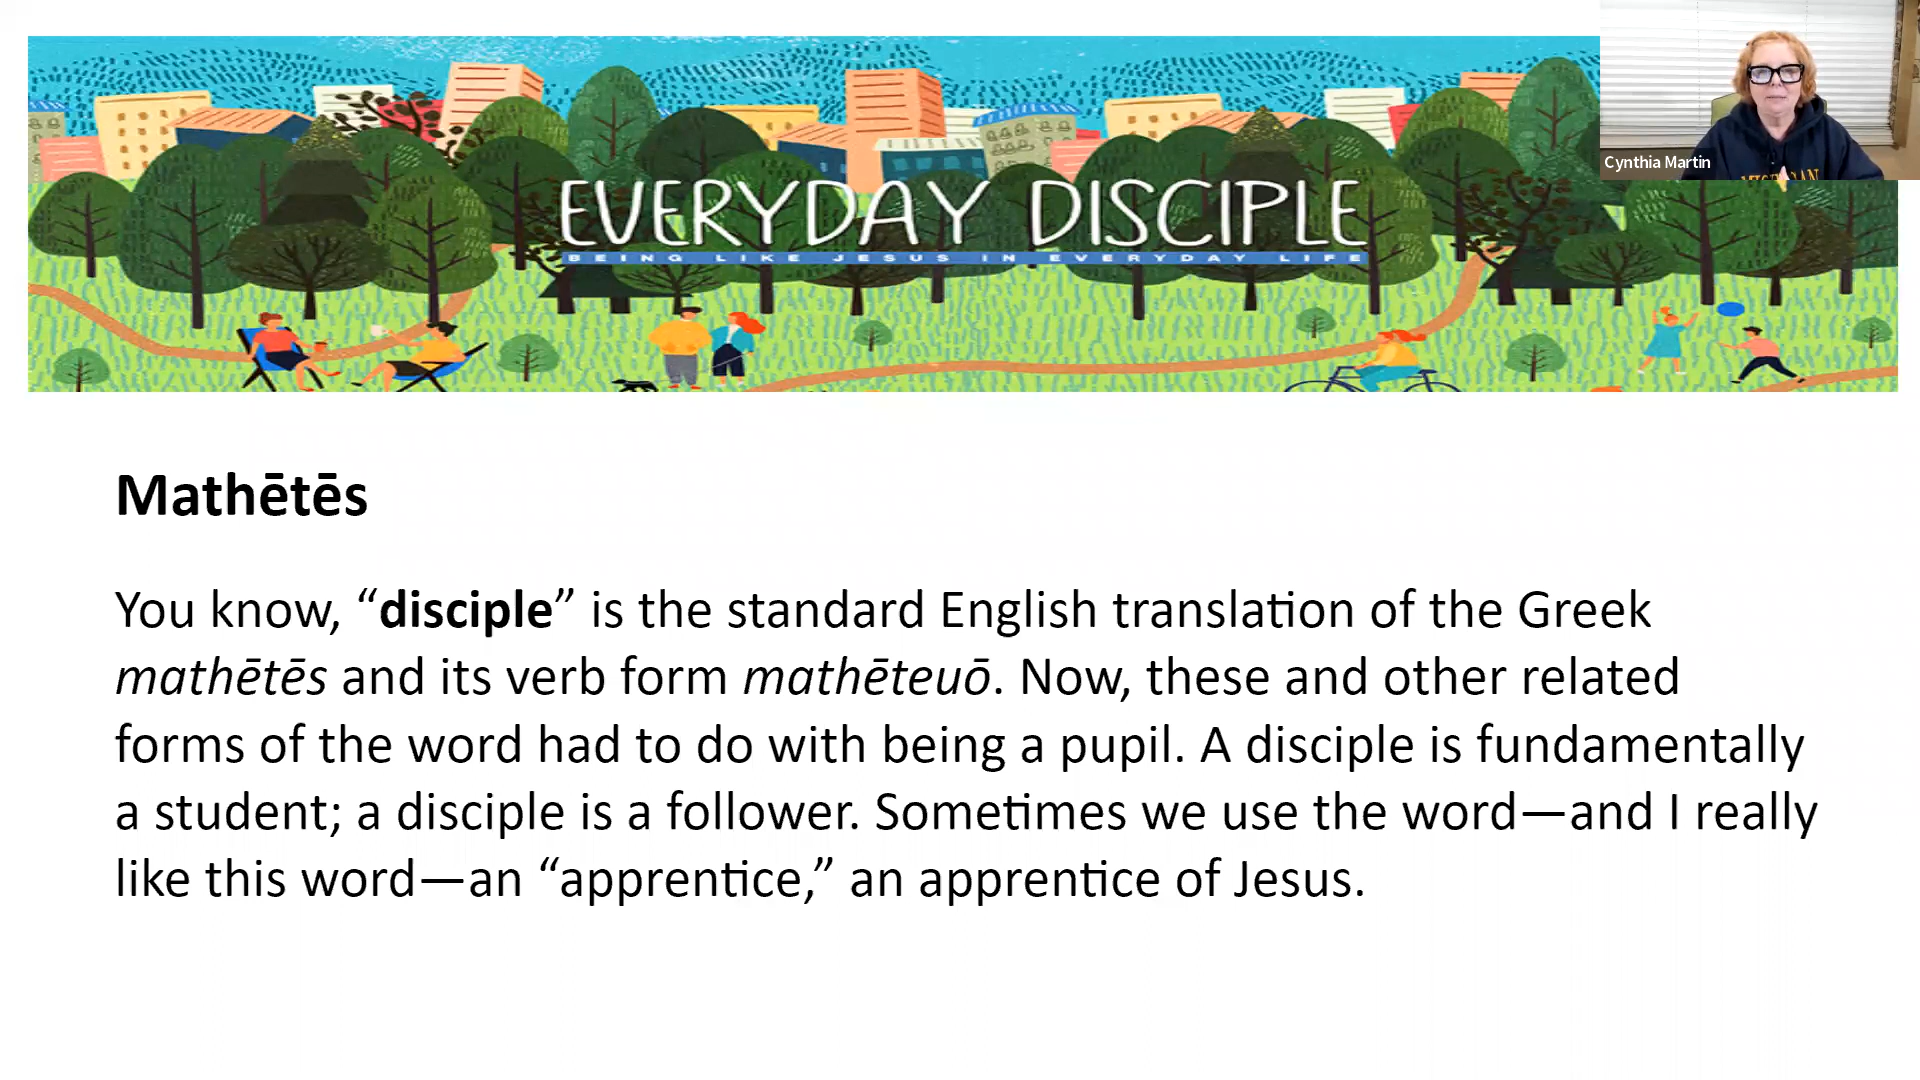 EVERYDAY DISCIPLE
BEING LIKE JESUS IN EVERYDAY LIFE
Cynthia Martin
MICHIGAN
Mathētēs
You know, “disciple” is the standard English translation of the Greek
mathētēs and its verb form mathēteuō. Now, these and other related
forms of the word had to do with being a pupil. A disciple is fundamentally
a student; a disciple is a follower. Sometimes we use the word—and I really
like this word—an “apprentice,” an apprentice of Jesus.